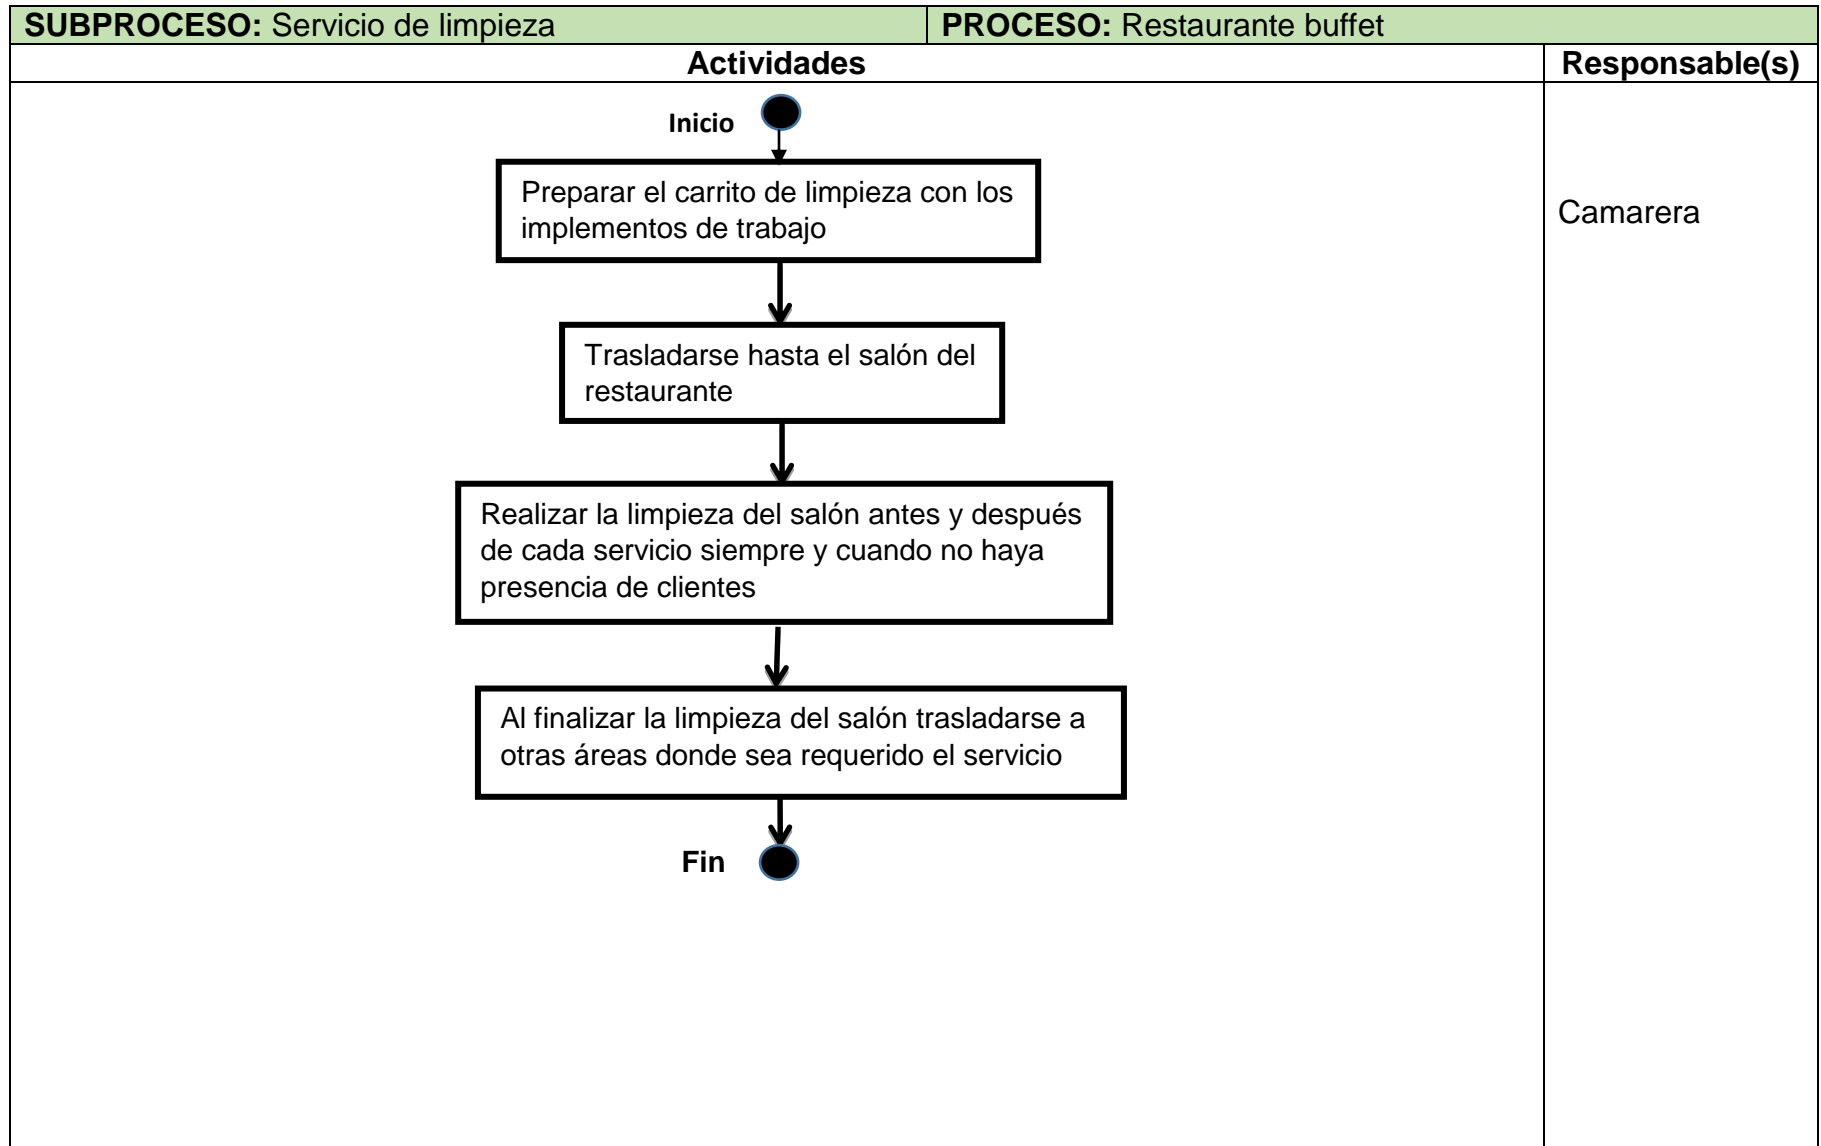 SUBPROCESO: Servicio de limpieza
PROCESO: Restaurante buffet
Actividades
Responsable(s)
Inicio
Preparar el carrito de limpieza con los
implementos de trabajo
Camarera
Trasladarse hasta el salón del
restaurante
Realizar la limpieza del salón antes y después
de cada servicio siempre y cuando no haya
presencia de clientes
Al finalizar la limpieza del salón trasladarse a
otras áreas donde sea requerido el servicio
Fin